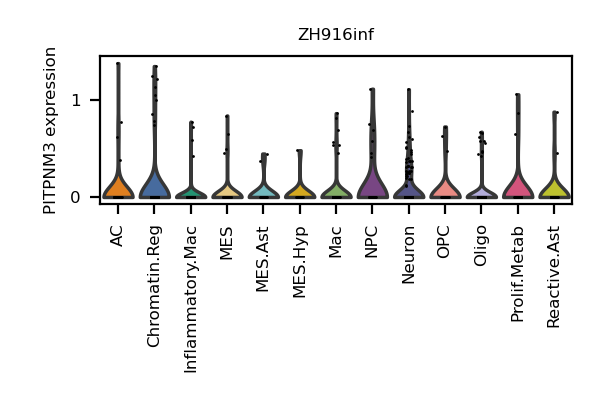 ZH916inf
PITPNM3 expression
1
0
AC
Chromatin.Reg
Inflammatory.Mac
MES
MES.Ast
MES.Hyp
Mac
NPC
Neuron
OPC
Oligo
Prolif.Metab
Reactive.Ast